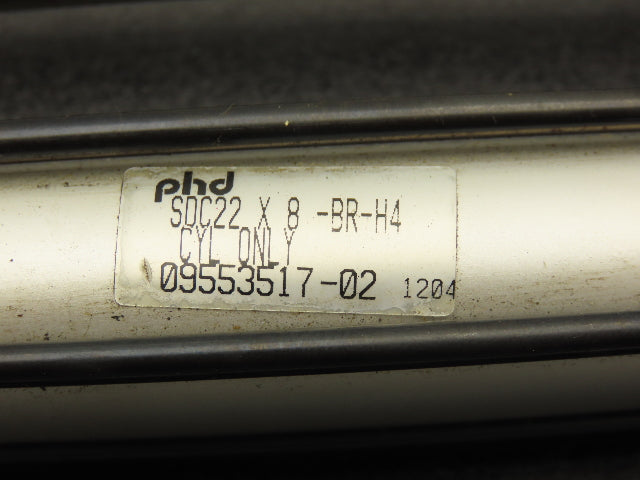 phd
SDC22 X 8 -BR-H4
CYL ONLY
09553517-02 1204